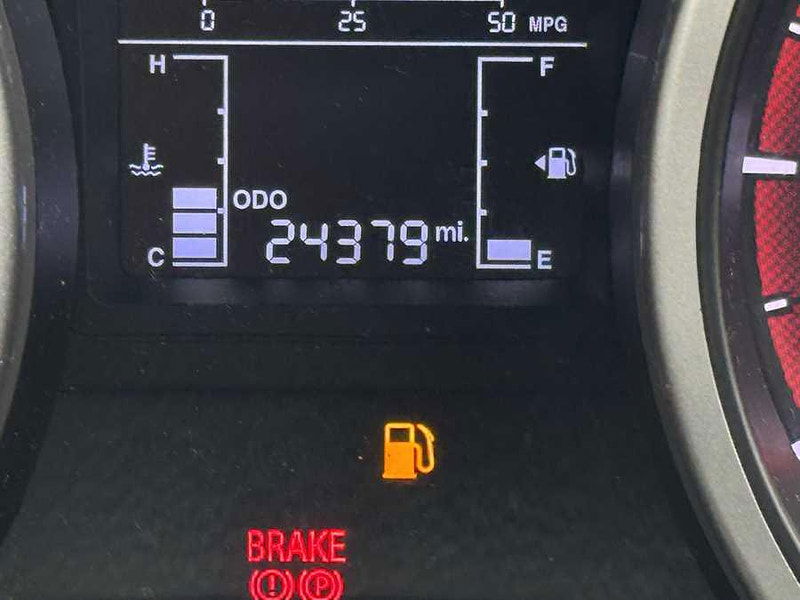 0 25 50 MPG
H F
ODO
24379 mi.
C E
BRAKE
(!) (P)